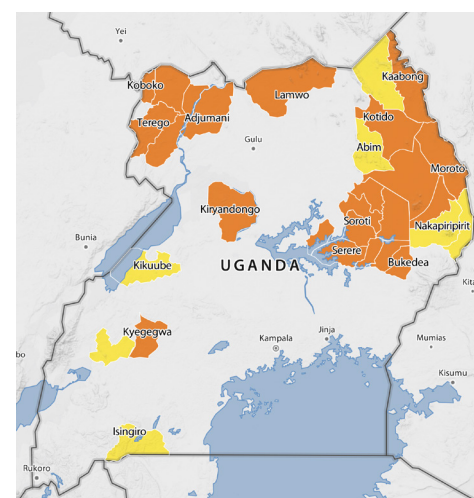 Yei
Kaabong
Koboko
Lamwo
Kotido
Terego
Adjumani
Gulu
Abim
Moroto
Kiryandongo
Soroti
Nakapiripirit
Bunia
Serere
Bukedea
Kikuube
UGANDA
Kita
Kyegegwa
Kampala
Jinja
Mumias
bo
Kisumu
Isingiro
Rukoro